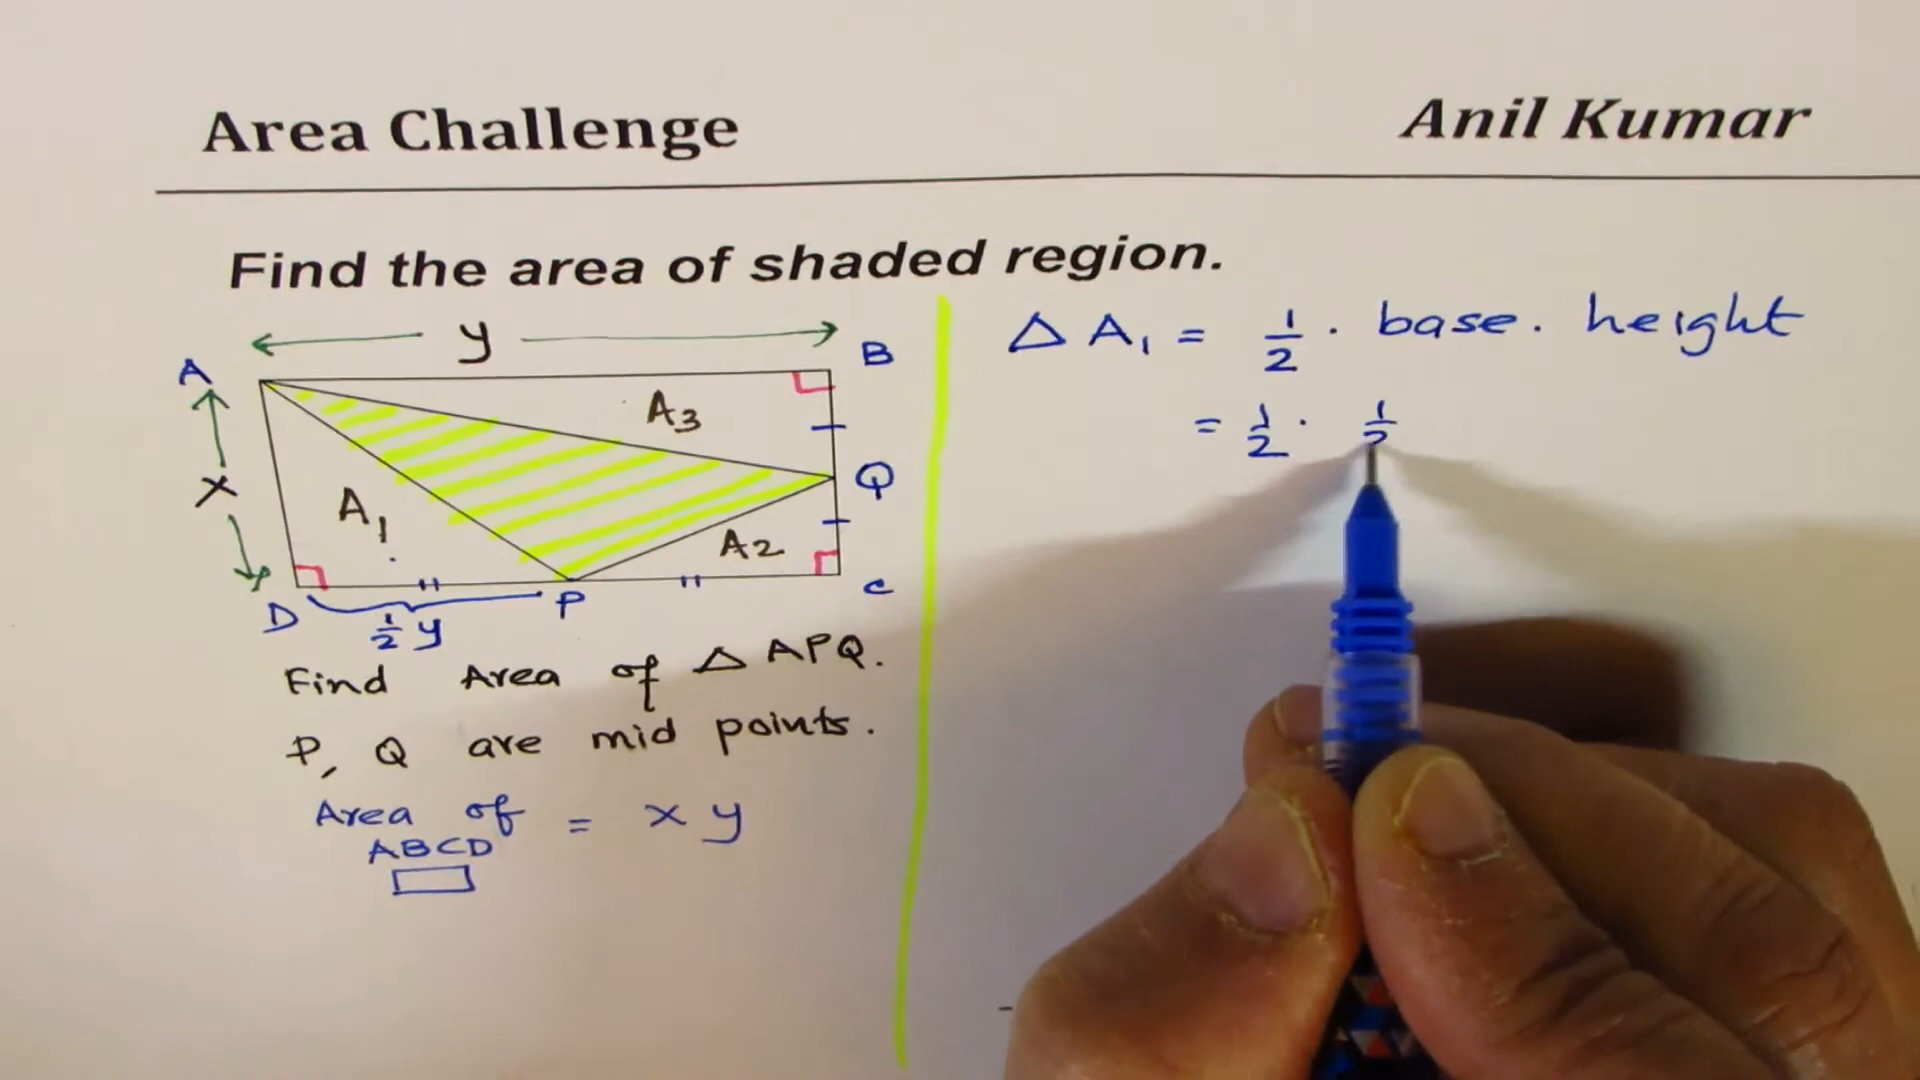 Area Challenge
Anil Kumar
Find the area of shaded region.
y
A
B
x
A₃
Q
A₁
A₂
D
P
C
½ y
Find Area of △ APQ.
P, Q are mid points.
Area of = x y
ABCD
△ A₁ = ½ · base · height
= ½ · ½